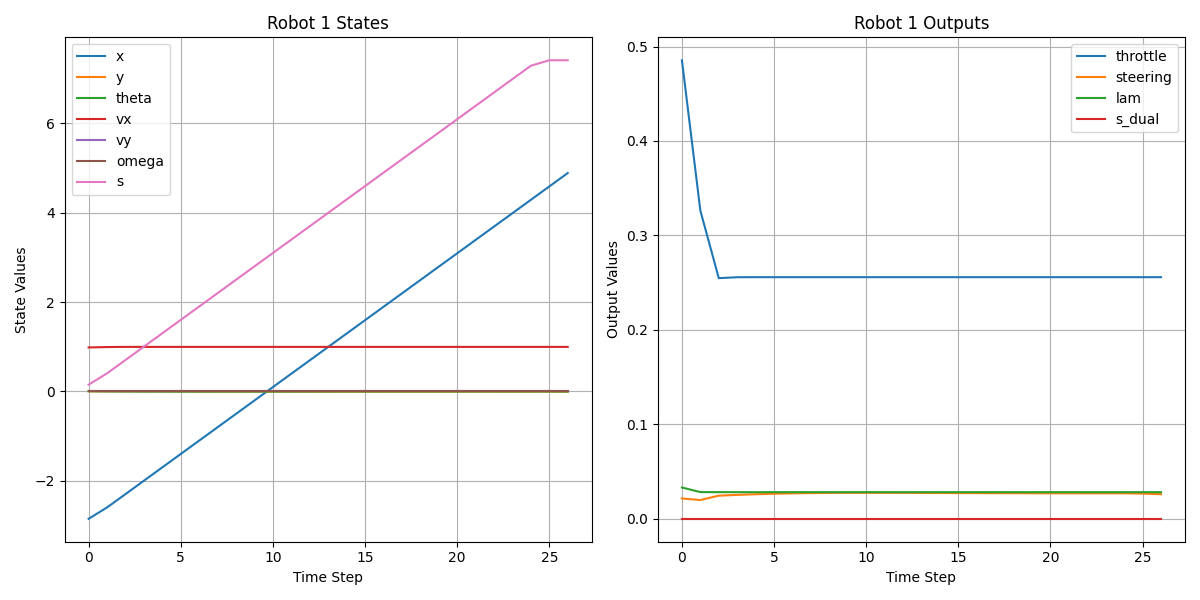 Robot 1 States
x
y
theta
vx
vy
omega
s
6
4
2
0
−2
State Values
0
5
10
15
20
25
Time Step
Robot 1 Outputs
throttle
steering
lam
s_dual
0.5
0.4
0.3
0.2
0.1
0.0
Output Values
0
5
10
15
20
25
Time Step